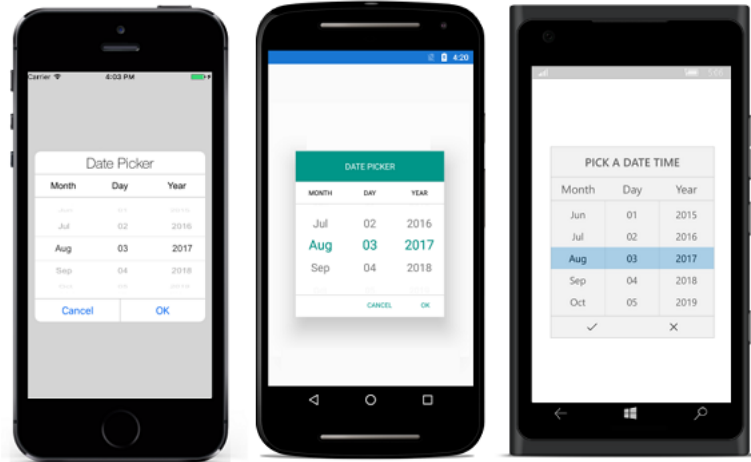 Carrier 4:03 PM
Date Picker
Month Day Year
Jul 02 2016
Aug 03 2017
Sep 04 2018
Cancel OK
4:20
DATE PICKER
MONTH DAY YEAR
Jul 02 2016
Aug 03 2017
Sep 04 2018
CANCEL OK
5:05
PICK A DATE TIME
Month Day Year
Jun 01 2015
Jul 02 2016
Aug 03 2017
Sep 04 2018
Oct 05 2019